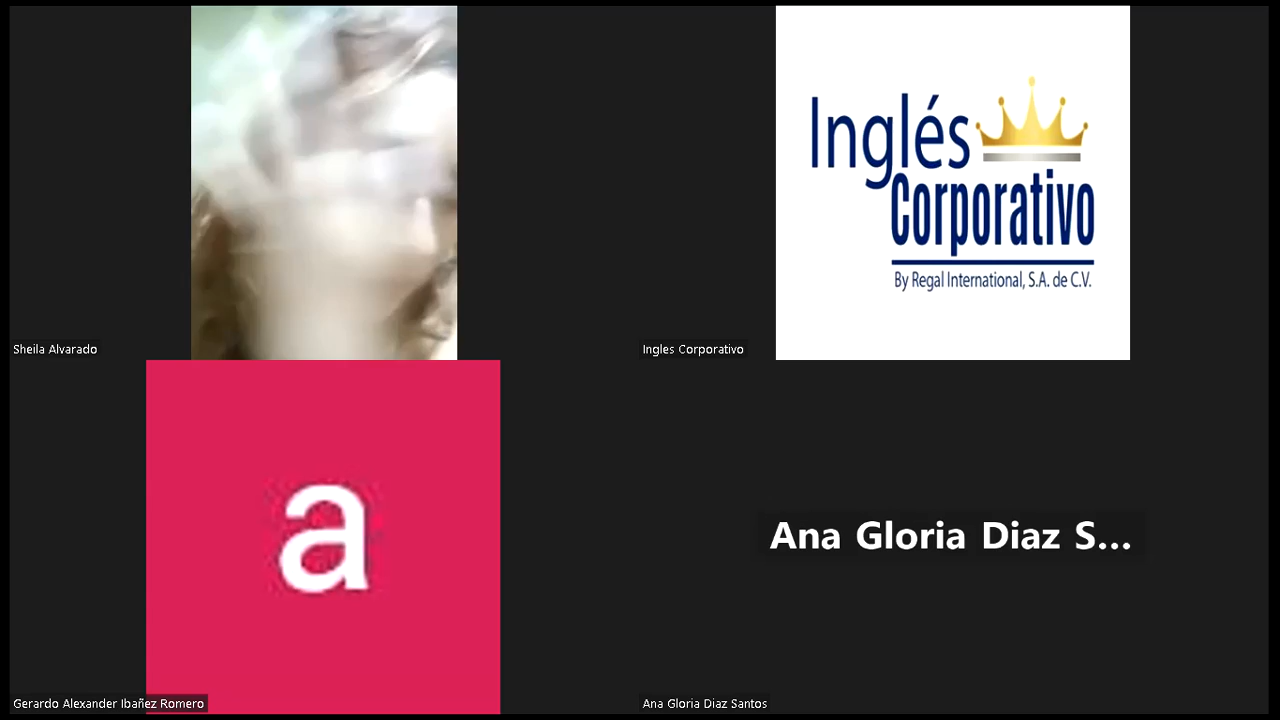 Inglés
Corporativo
By Regal International, S.A. de C.V.
Sheila Alvarado
Ingles Corporativo
a
Ana Gloria Diaz S...
Gerardo Alexander Ibañez Romero
Ana Gloria Diaz Santos